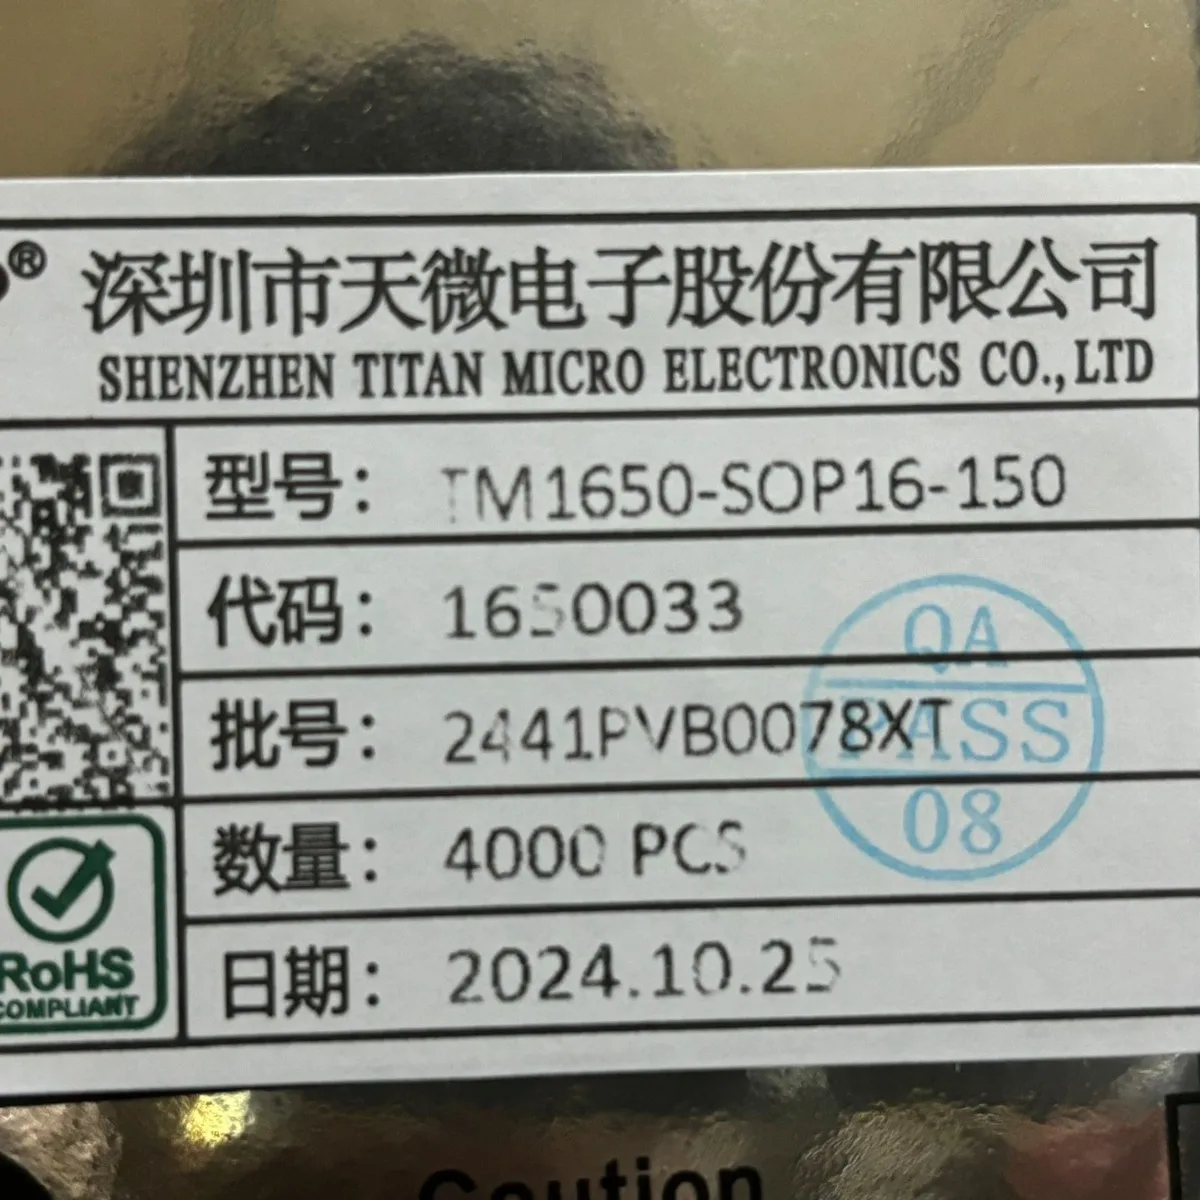 ® 深圳市天微电子股份有限公司
SHENZHEN TITAN MICRO ELECTRONICS CO.,LTD
型号: TM1650-SOP16-150
代码: 1650033
批号: 2441PVB0078XT
数量: 4000 PCS
日期: 2024.10.25
QA
PASS
08
RoHS
COMPLIANT
Caution